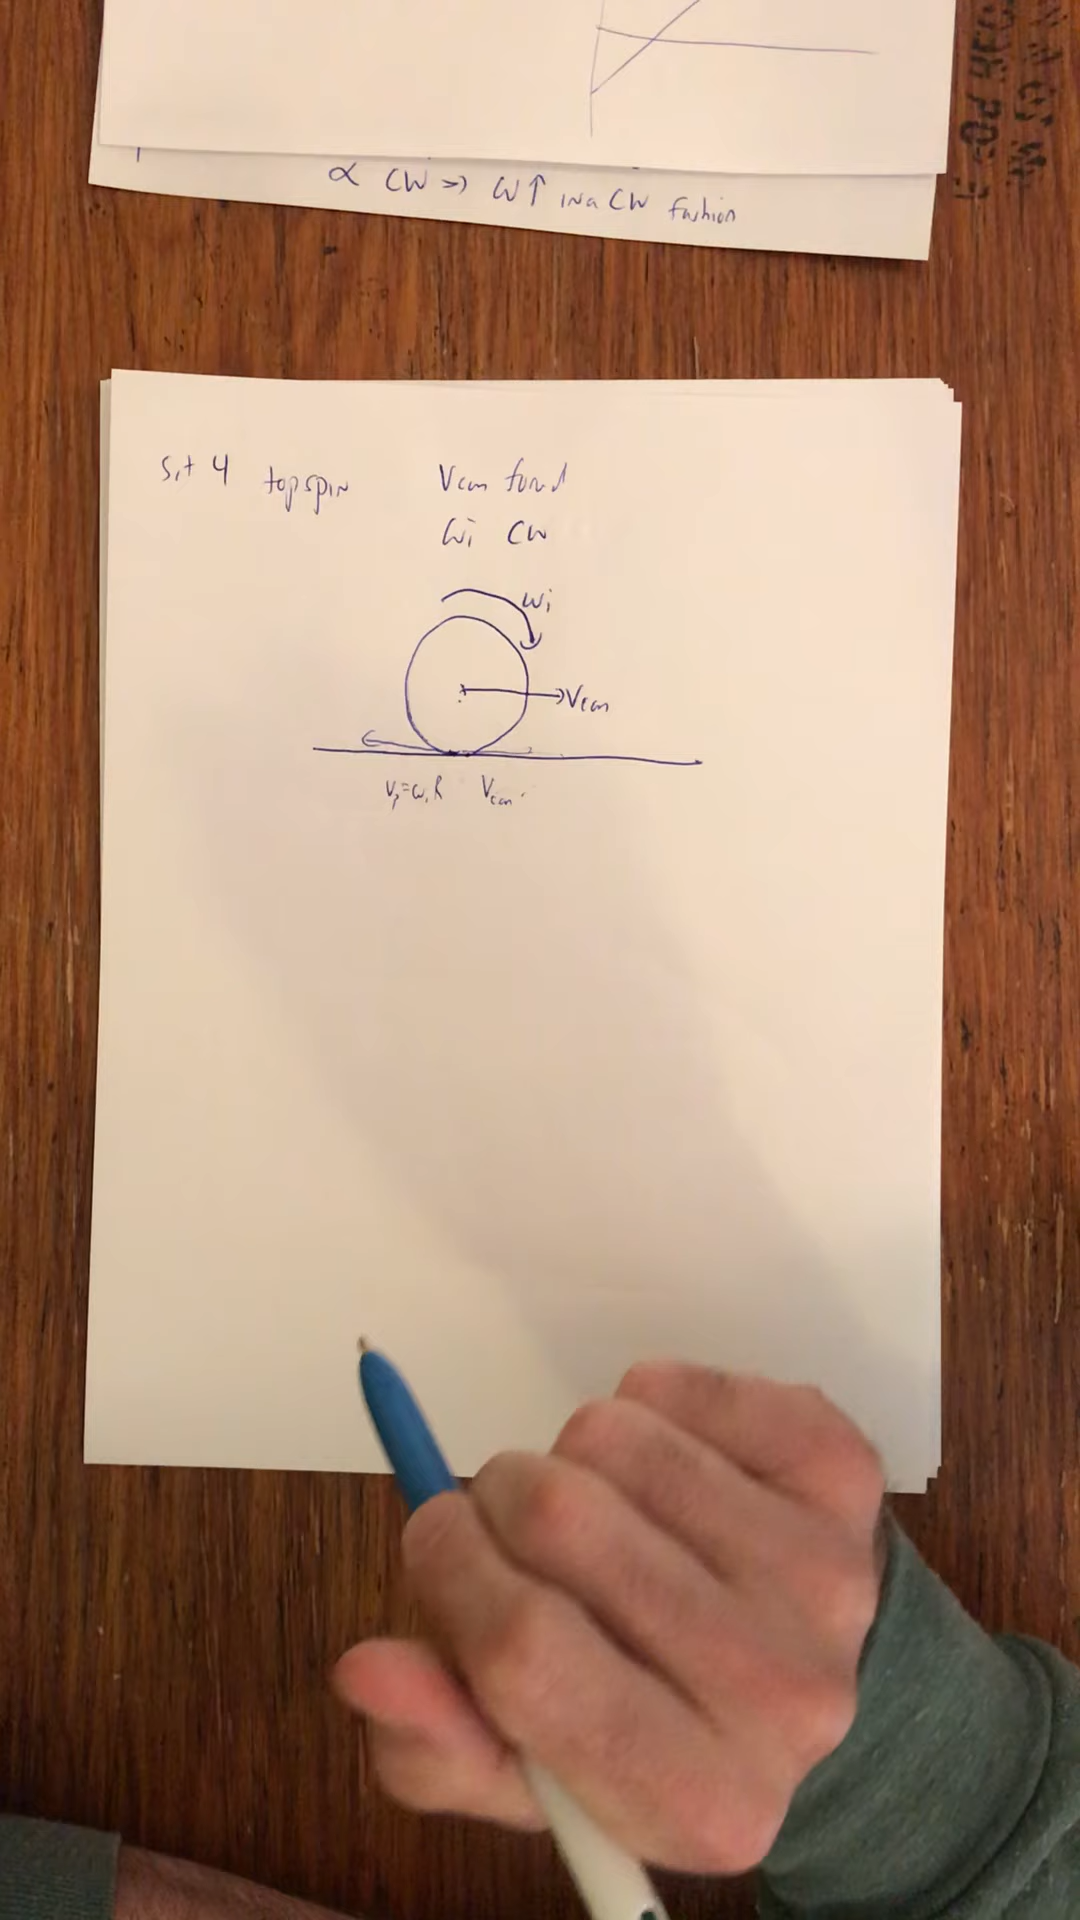 α CW => ω↑ in a CW fashion
Sit 4 topspin Vcm forwd
ωi CW
ωi
Vcm
Vp=ωiR Vcm